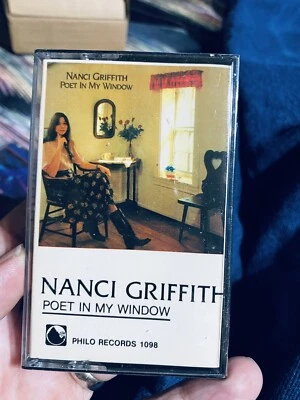 NANCI GRIFFITH
POET IN MY WINDOW
NANCI GRIFFITH
POET IN MY WINDOW
PHILO RECORDS 1098